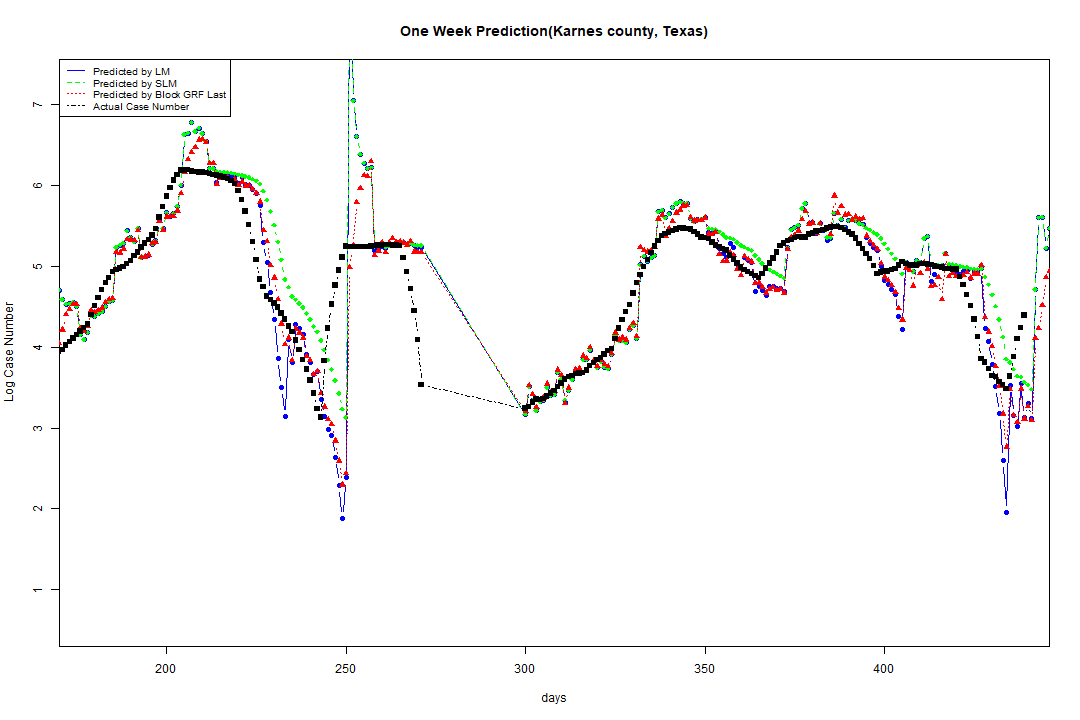 One Week Prediction(Karnes county, Texas)
Predicted by LM
Predicted by SLM
Predicted by Block GRF Last
Actual Case Number
7
6
5
4
3
2
1
Log Case Number
200 250 300 350 400
days